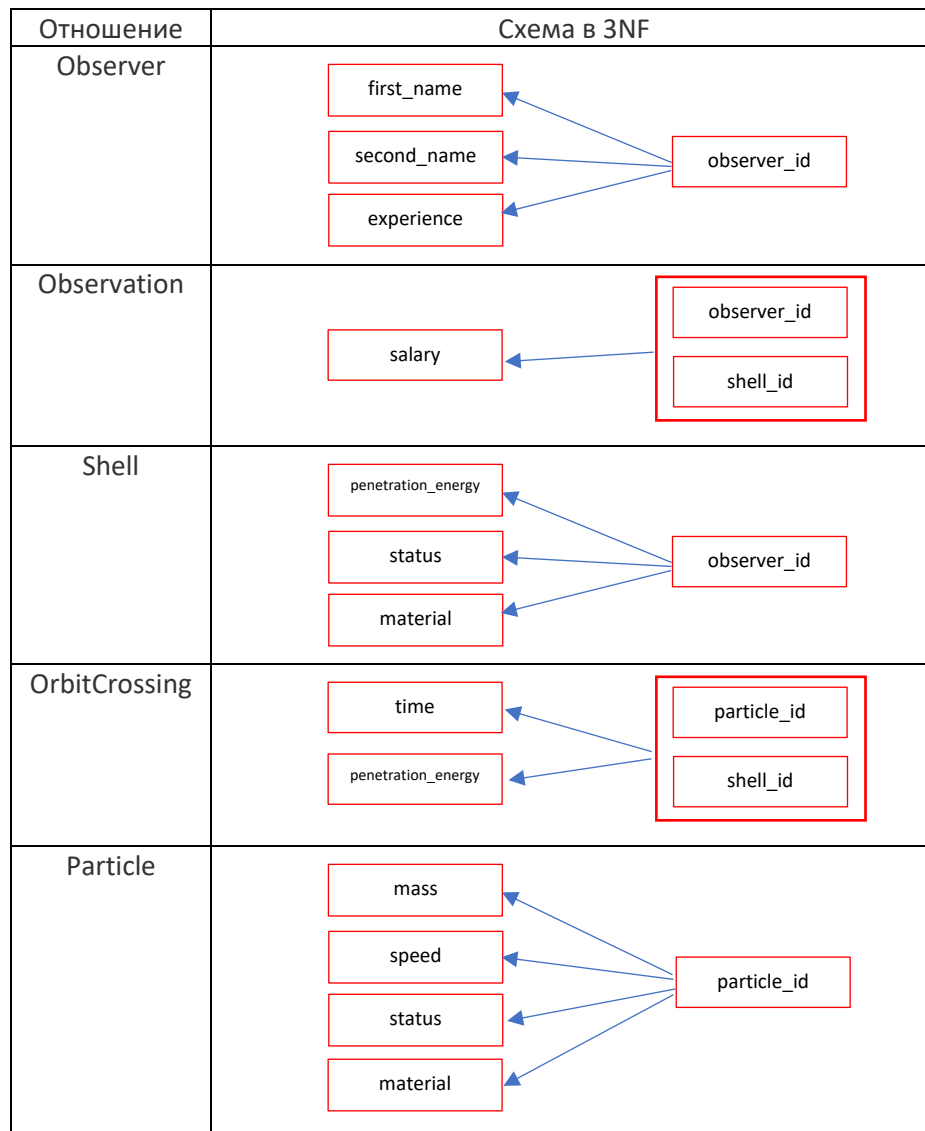 Отношение
Схема в 3NF
Observer
first_name
second_name
experience
observer_id
Observation
salary
observer_id
shell_id
Shell
penetration_energy
status
material
observer_id
OrbitCrossing
time
penetration_energy
particle_id
shell_id
Particle
mass
speed
status
material
particle_id